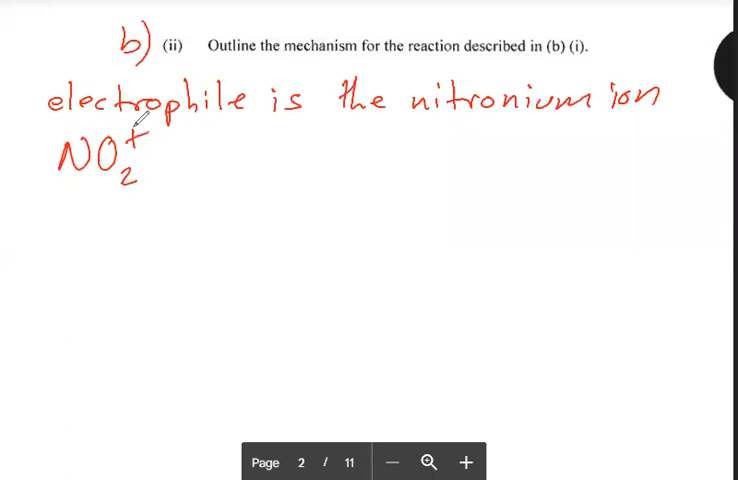 b) (ii) Outline the mechanism for the reaction described in (b) (i).
electrophile is the nitronium ion
NO2+
Page 2 / 11 — +